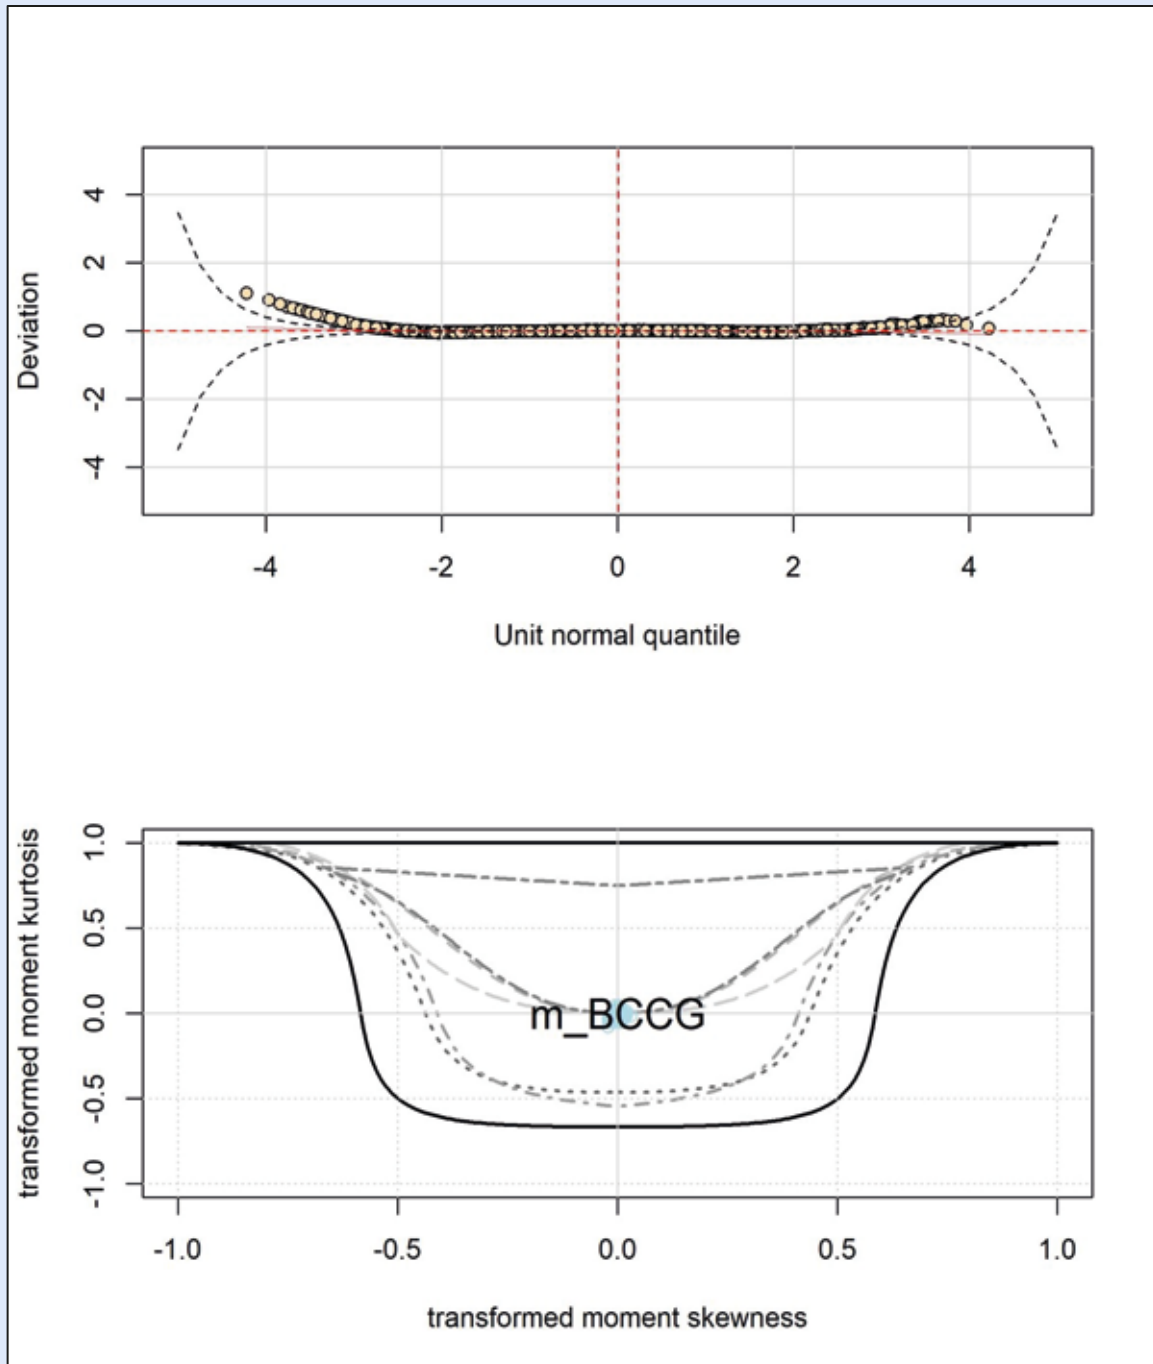 4
2
0
-2
-4
Deviation
-4 -2 0 2 4
Unit normal quantile
1.0
0.5
0.0
-0.5
-1.0
transformed moment kurtosis
m_BCCG
-1.0 -0.5 0.0 0.5 1.0
transformed moment skewness